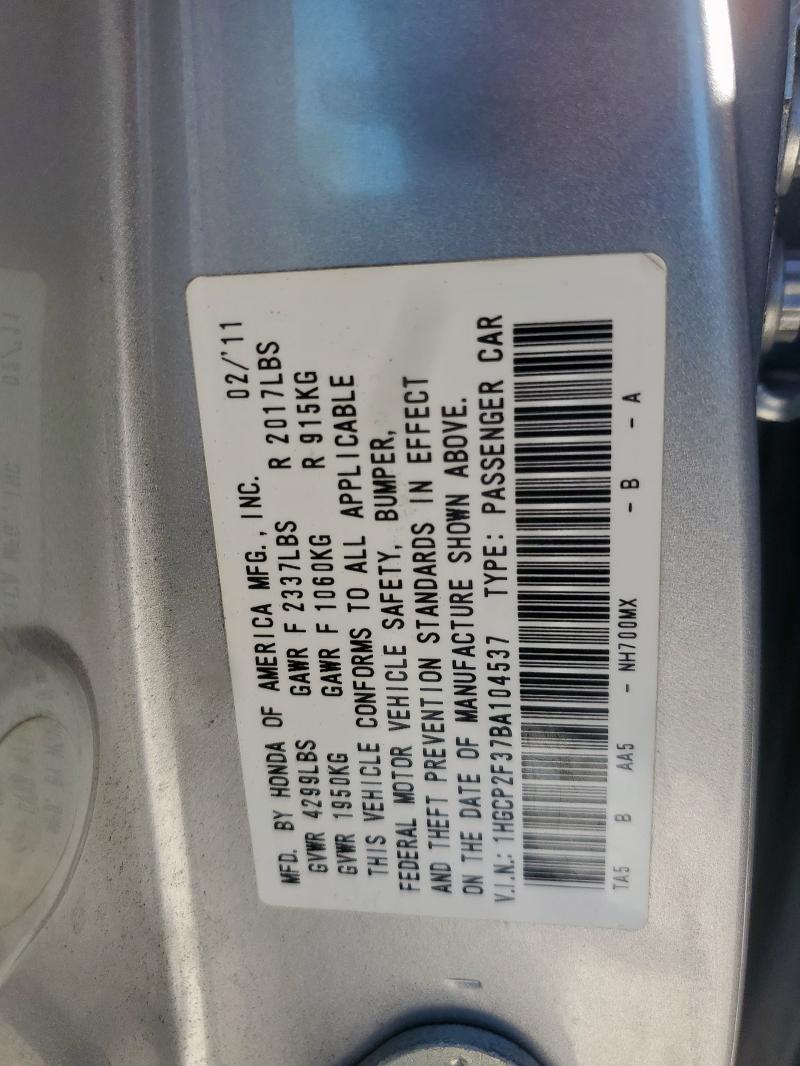 MFD. BY HONDA OF AMERICA MFG., INC. 02/'11
GVWR 4299LBS GAWR F 2337LBS R 2017LBS
GVWR 1950KG GAWR F 1060KG R 915KG
THIS VEHICLE CONFORMS TO ALL APPLICABLE
FEDERAL MOTOR VEHICLE SAFETY, BUMPER,
AND THEFT PREVENTION STANDARDS IN EFFECT
ON THE DATE OF MANUFACTURE SHOWN ABOVE.
V.I.N.: 1HGCP2F37BA104537 TYPE: PASSENGER CAR
TA5 B AA5 - NH700MX - B - A